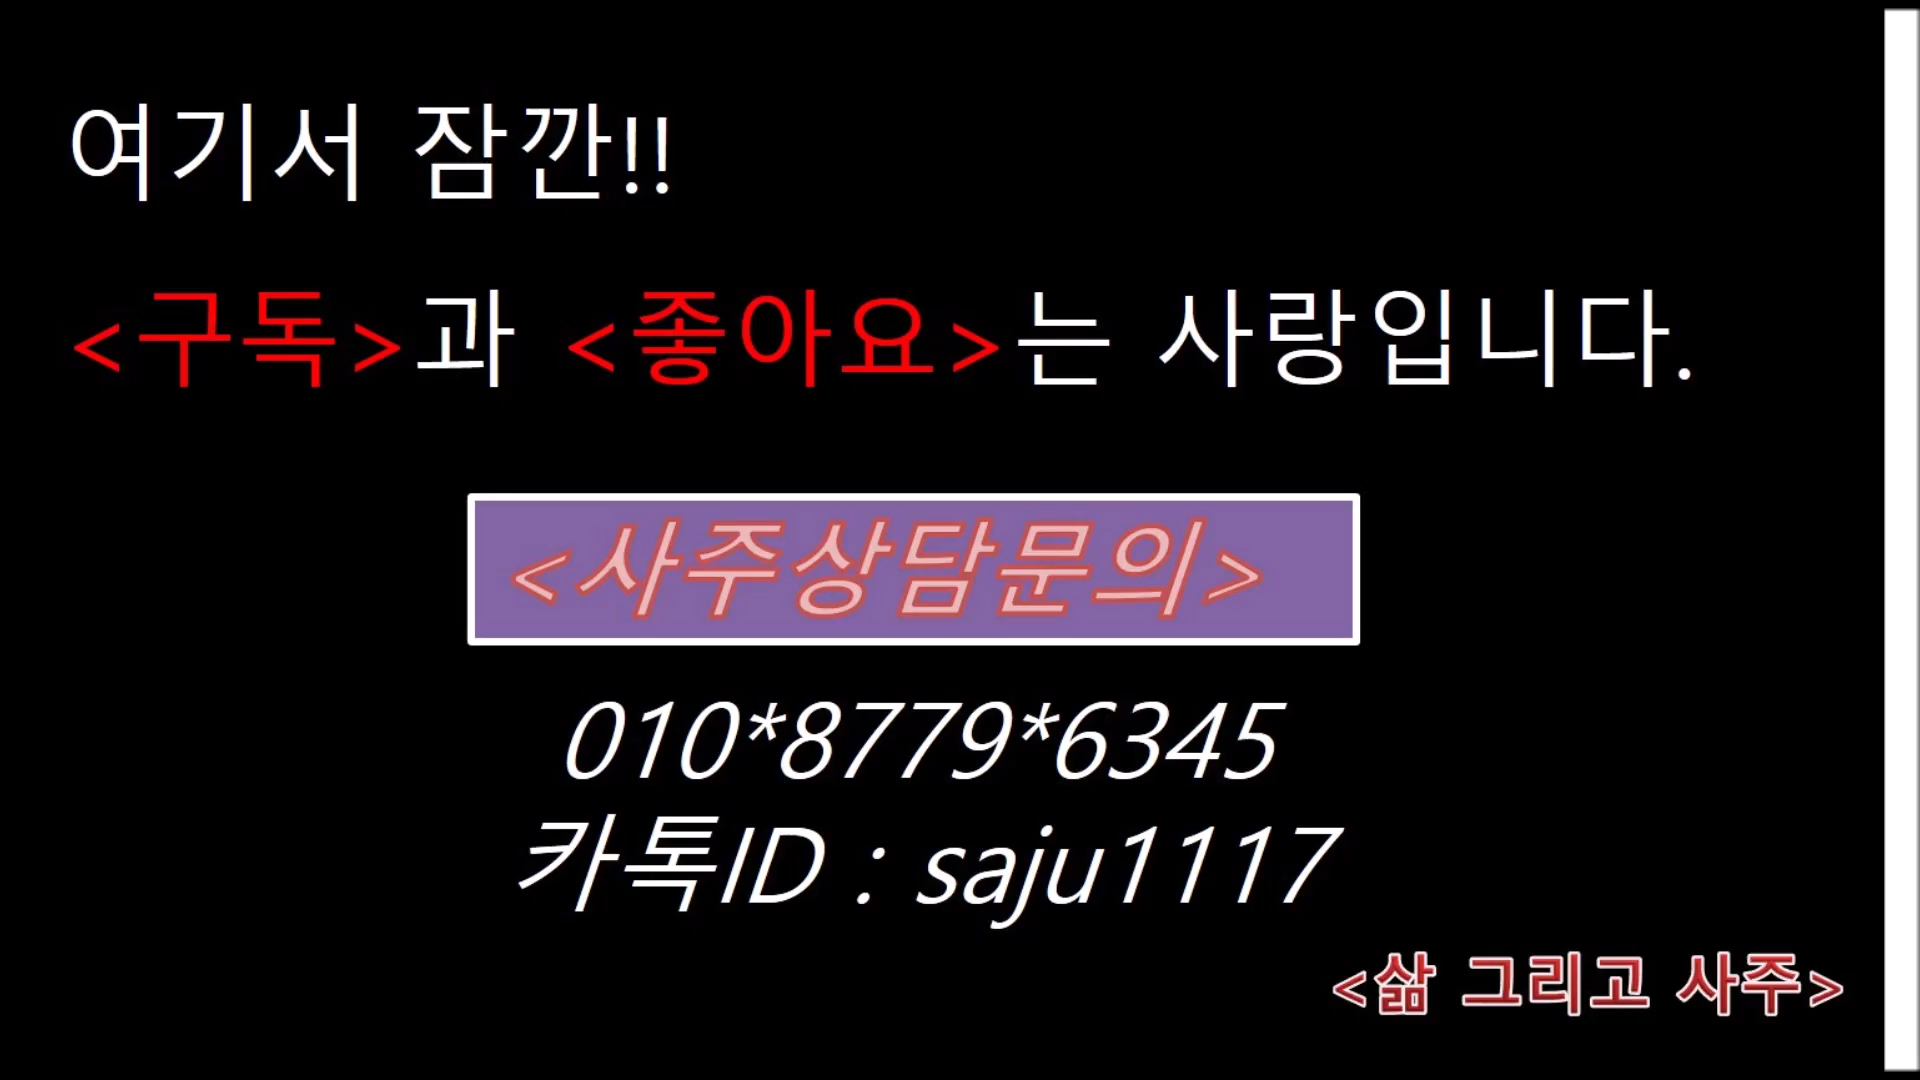 여기서 잠깐!!
<구독>과 <좋아요>는 사랑입니다.
<사주상담문의>
010*8779*6345
카톡ID : saju1117
<삶 그리고 사주>